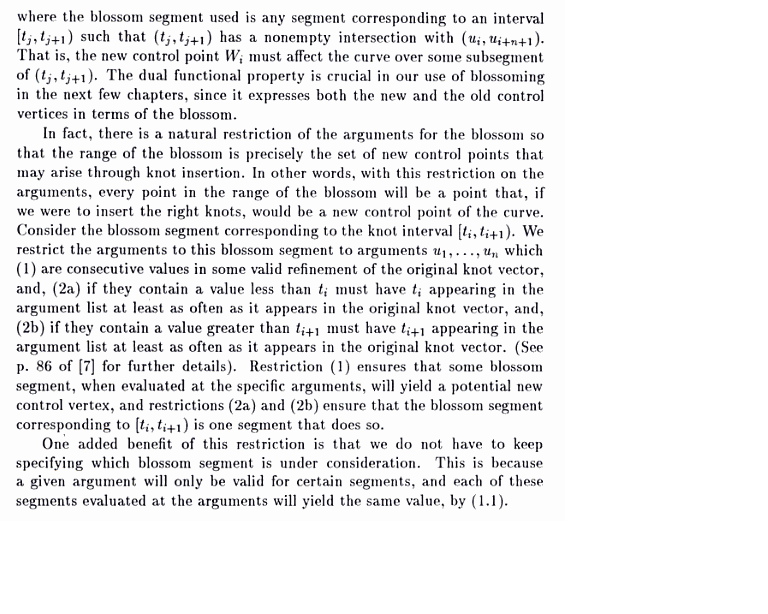 where the blossom segment used is any segment corresponding to an interval
[t_j, t_{j+1}) such that (t_j, t_{j+1}) has a nonempty intersection with (u_i, u_{i+n+1}).
That is, the new control point W_i must affect the curve over some subsegment
of (t_j, t_{j+1}). The dual functional property is crucial in our use of blossoming
in the next few chapters, since it expresses both the new and the old control
vertices in terms of the blossom.
In fact, there is a natural restriction of the arguments for the blossom so
that the range of the blossom is precisely the set of new control points that
may arise through knot insertion. In other words, with this restriction on the
arguments, every point in the range of the blossom will be a point that, if
we were to insert the right knots, would be a new control point of the curve.
Consider the blossom segment corresponding to the knot interval [t_i, t_{i+1}). We
restrict the arguments to this blossom segment to arguments u_1, ..., u_n which
(1) are consecutive values in some valid refinement of the original knot vector,
and, (2a) if they contain a value less than t_i must have t_i appearing in the
argument list at least as often as it appears in the original knot vector, and,
(2b) if they contain a value greater than t_{i+1} must have t_{i+1} appearing in the
argument list at least as often as it appears in the original knot vector. (See
p. 86 of [7] for further details). Restriction (1) ensures that some blossom
segment, when evaluated at the specific arguments, will yield a potential new
control vertex, and restrictions (2a) and (2b) ensure that the blossom segment
corresponding to [t_i, t_{i+1}) is one segment that does so.
One added benefit of this restriction is that we do not have to keep
specifying which blossom segment is under consideration. This is because
a given argument will only be valid for certain segments, and each of these
segments evaluated at the arguments will yield the same value, by (1.1).